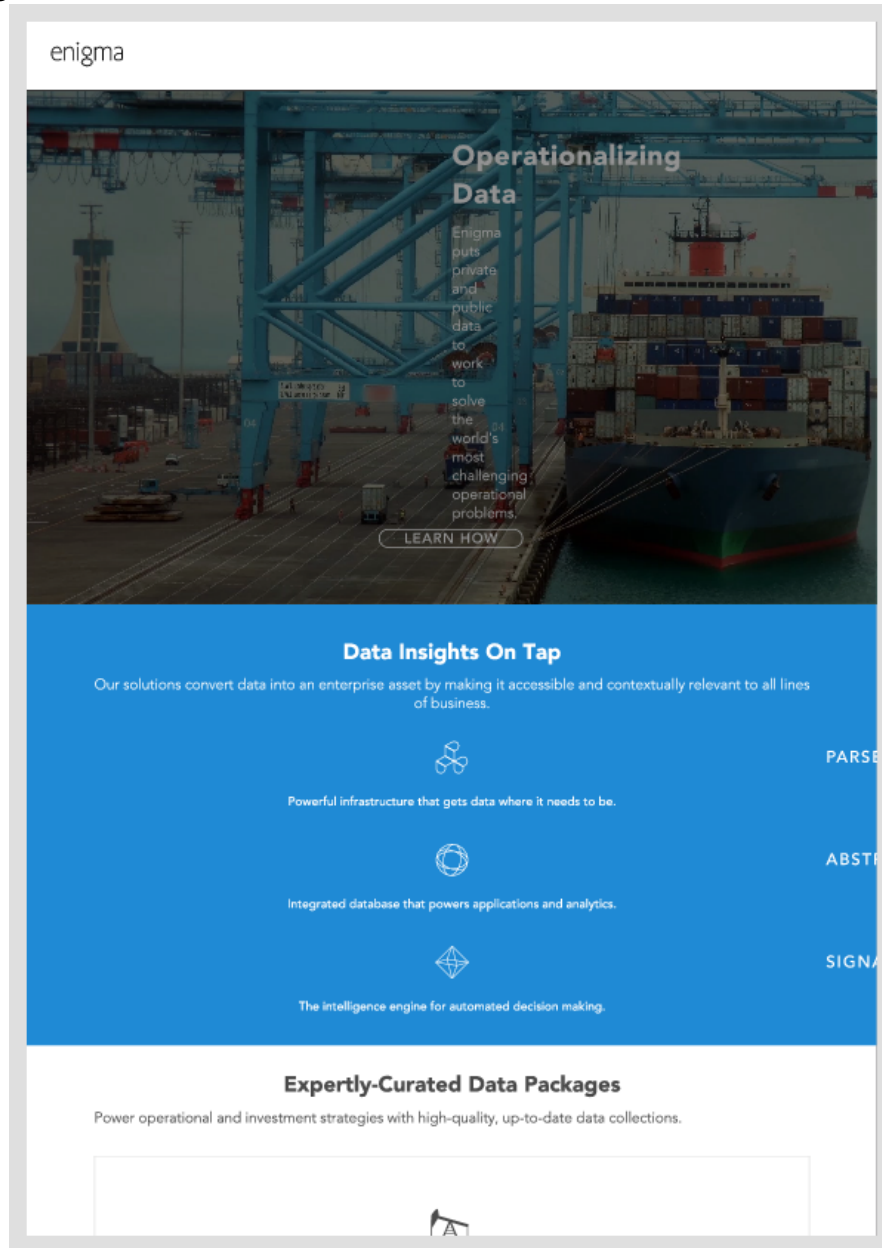 enigma
Operationalizing
Data
Enigma
puts
private
and
public
data
to
work
to
solve
the
world's
most
challenging
operational
problems.
LEARN HOW
Data Insights On Tap
Our solutions convert data into an enterprise asset by making it accessible and contextually relevant to all lines
of business.
PARSE
Powerful infrastructure that gets data where it needs to be.
ABST
Integrated database that powers applications and analytics.
SIGN
The intelligence engine for automated decision making.
Expertly-Curated Data Packages
Power operational and investment strategies with high-quality, up-to-date data collections.